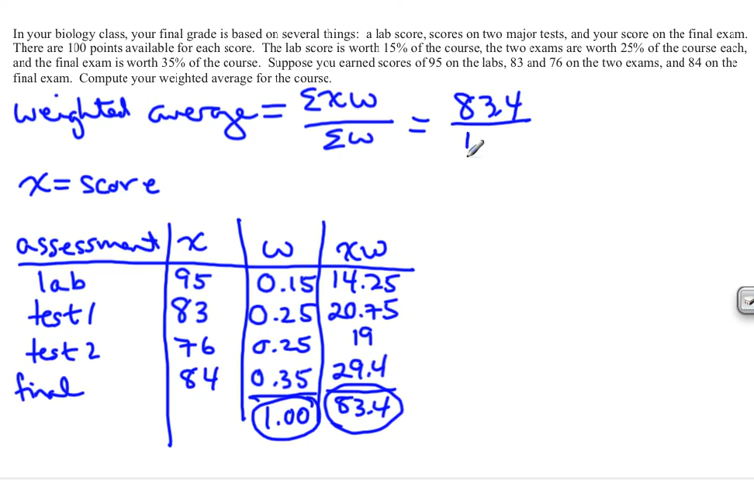 In your biology class, your final grade is based on several things: a lab score, scores on two major tests, and your score on the final exam.
There are 100 points available for each score. The lab score is worth 15% of the course, the two exams are worth 25% of the course each,
and the final exam is worth 35% of the course. Suppose you earned scores of 95 on the labs, 83 and 76 on the two exams, and 84 on the
final exam. Compute your weighted average for the course.
weighted average = Σxw / Σw = 83.4 / 1
x = score
assessment x w xw
lab 95 0.15 14.25
test 1 83 0.25 20.75
test 2 76 0.25 19
final 84 0.35 29.4
1.00 83.4